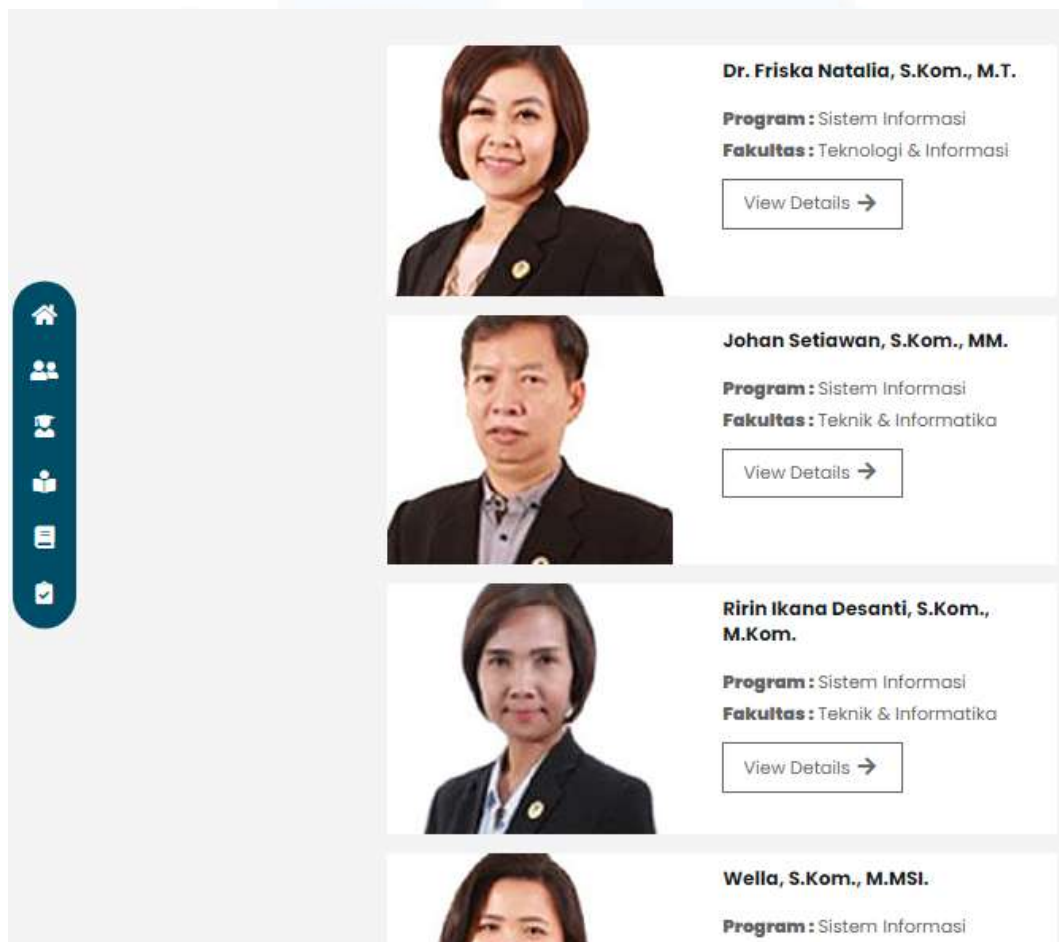 Dr. Friska Natalia, S.Kom., M.T.
Program : Sistem Informasi
Fakultas : Teknologi & Informasi
View Details →
Johan Setiawan, S.Kom., MM.
Program : Sistem Informasi
Fakultas : Teknik & Informatika
View Details →
Ririn Ikana Desanti, S.Kom.,
M.Kom.
Program : Sistem Informasi
Fakultas : Teknik & Informatika
View Details →
Wella, S.Kom., M.MSI.
Program : Sistem Informasi